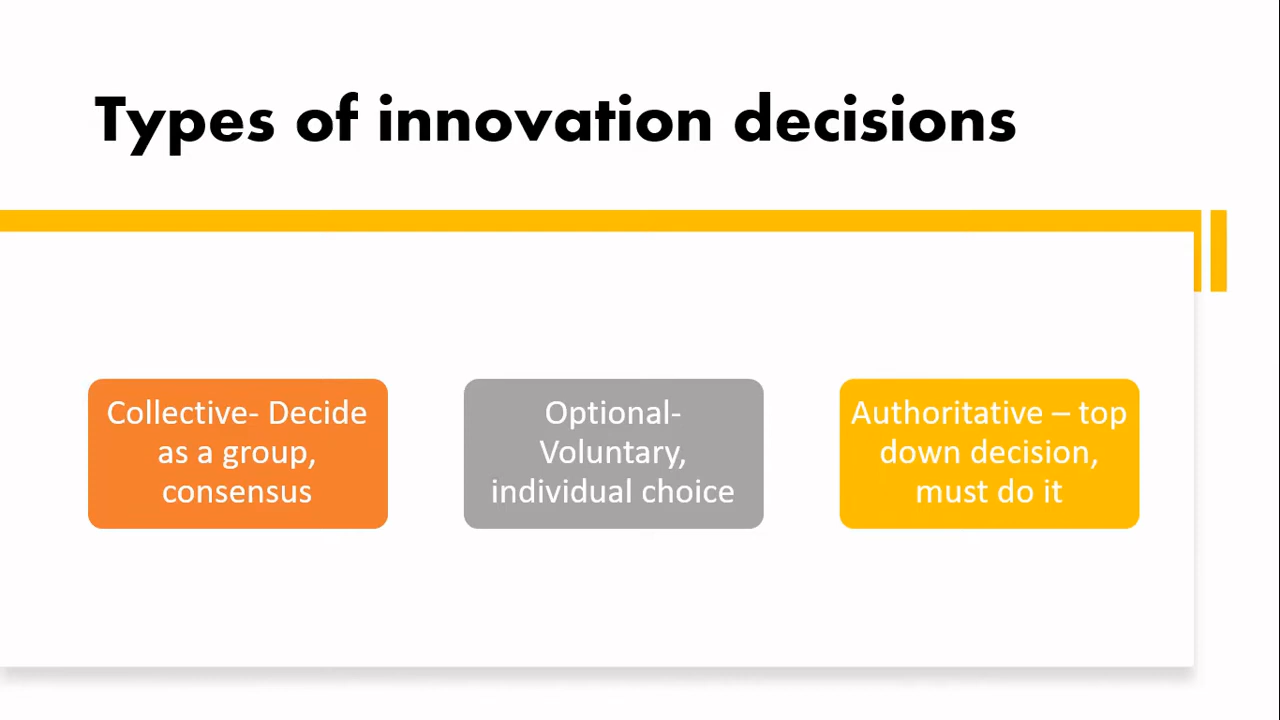 Types of innovation decisions
Collective- Decide
as a group,
consensus
Optional-
Voluntary,
individual choice
Authoritative – top
down decision,
must do it